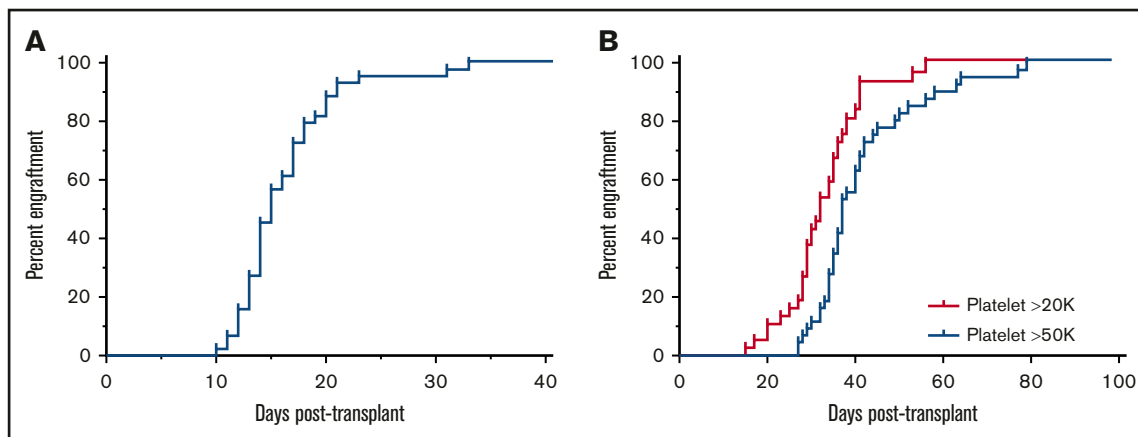 A
Percent engraftment
100
80
60
40
20
0
0 10 20 30 40
Days post-transplant
B
Percent engraftment
100
80
60
40
20
0
Platelet >20K
Platelet >50K
0 20 40 60 80 100
Days post-transplant